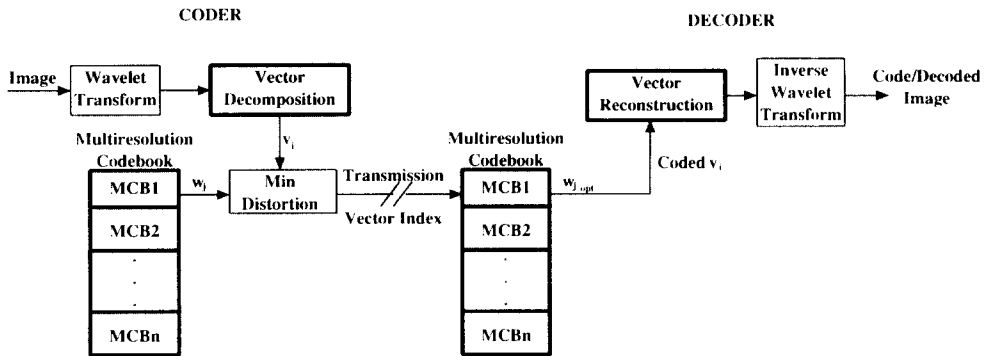 CODER
DECODER
Image
Wavelet
Transform
Vector
Decomposition
Vector
Reconstruction
Inverse
Wavelet
Transform
Code/Decoded
Image
Multiresolution
Codebook
MCB1
MCB2
.
.
.
MCBn
wj
vi
Min
Distortion
Transmission
Vector Index
Multiresolution
Codebook
MCB1
MCB2
.
.
.
MCBn
wj opt
Coded vi